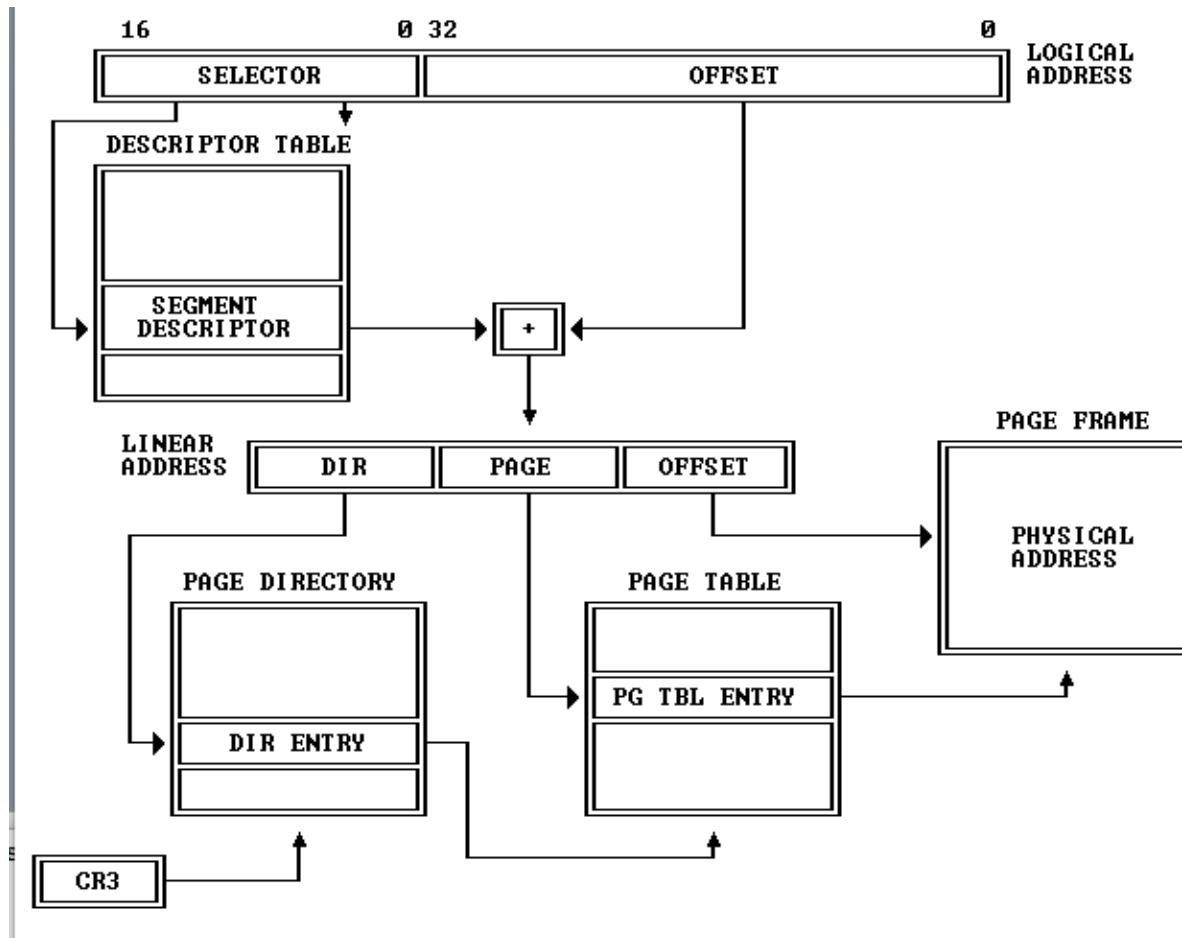 16 0 32 0
SELECTOR OFFSET
LOGICAL
ADDRESS
DESCRIPTOR TABLE
SEGMENT
DESCRIPTOR
+
LINEAR
ADDRESS
DIR PAGE OFFSET
PAGE FRAME
PHYSICAL
ADDRESS
PAGE DIRECTORY
PAGE TABLE
PG TBL ENTRY
DIR ENTRY
CR3